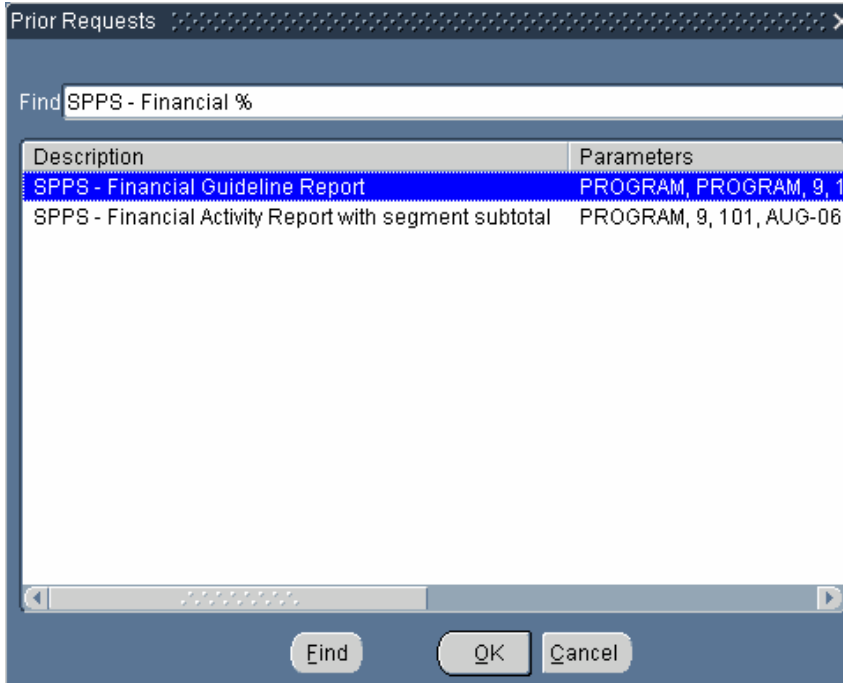 Prior Requests
Find SPPS - Financial %
Description Parameters
SPPS - Financial Guideline Report PROGRAM, PROGRAM, 9, 1
SPPS - Financial Activity Report with segment subtotal PROGRAM, 9, 101, AUG-06
Find OK Cancel